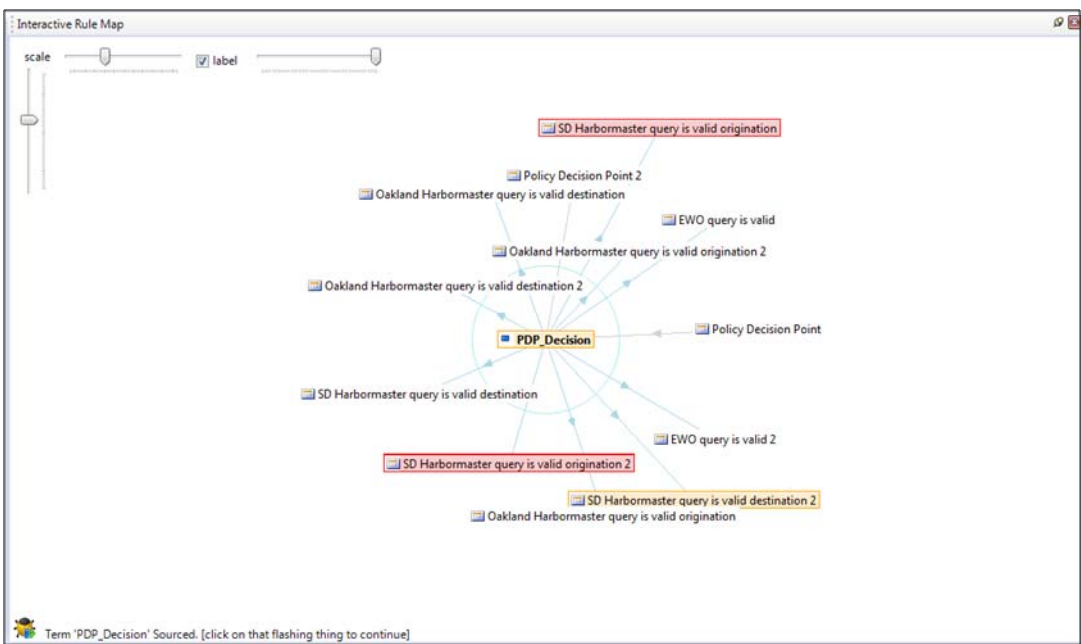 Interactive Rule Map
scale
label
SD Harbormaster query is valid origination
Policy Decision Point 2
Oakland Harbormaster query is valid destination
EWO query is valid
Oakland Harbormaster query is valid origination 2
Oakland Harbormaster query is valid destination 2
Policy Decision Point
PDP_Decision
SD Harbormaster query is valid destination
EWO query is valid 2
SD Harbormaster query is valid origination 2
SD Harbormaster query is valid destination 2
Oakland Harbormaster query is valid origination
Term 'PDP_Decision' Sourced. [click on that flashing thing to continue]